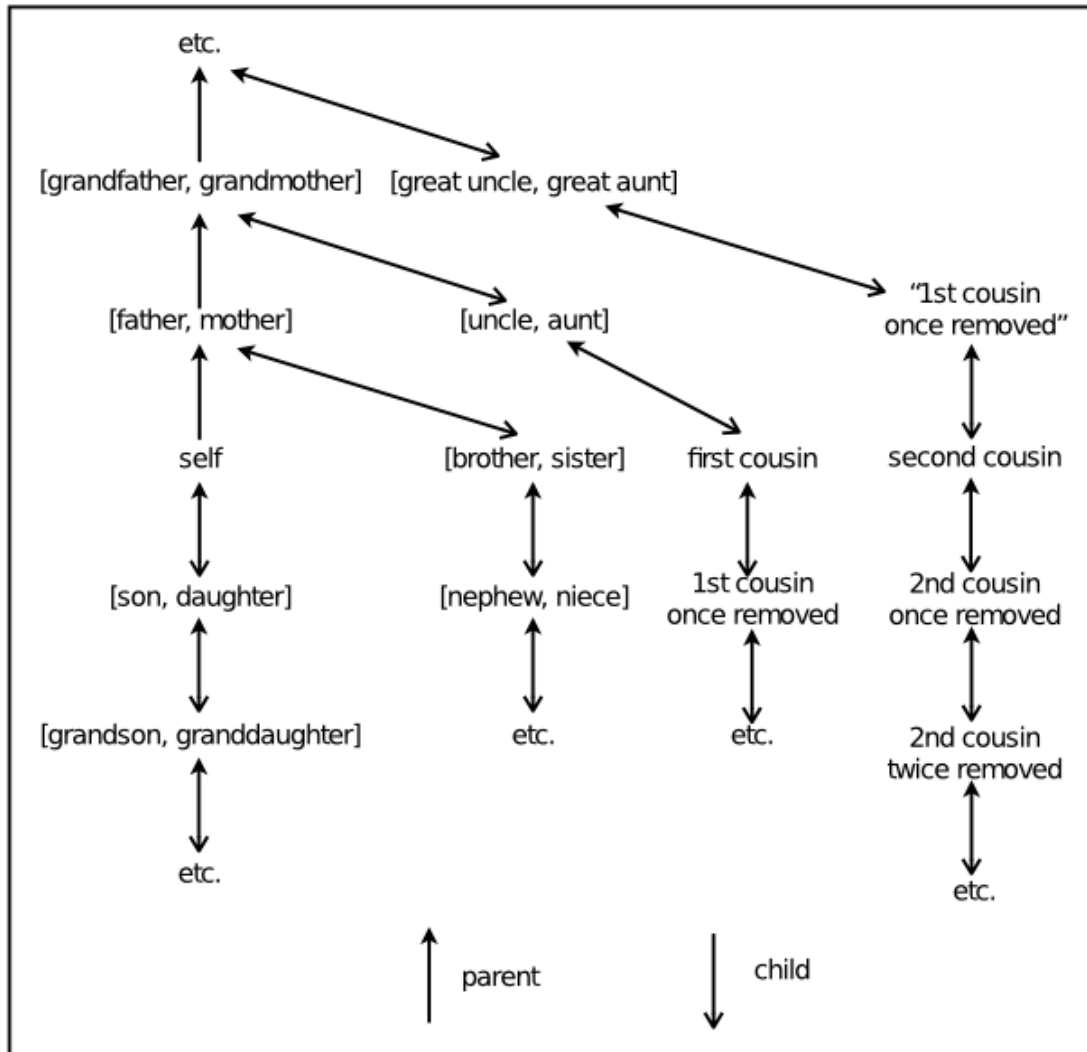 etc.
[grandfather, grandmother] [great uncle, great aunt]
“1st cousin
once removed”
[father, mother] [uncle, aunt]
self [brother, sister] first cousin second cousin
[son, daughter] [nephew, niece] 1st cousin
once removed 2nd cousin
once removed
[grandson, granddaughter] etc. etc. 2nd cousin
twice removed
etc.
etc.
parent child